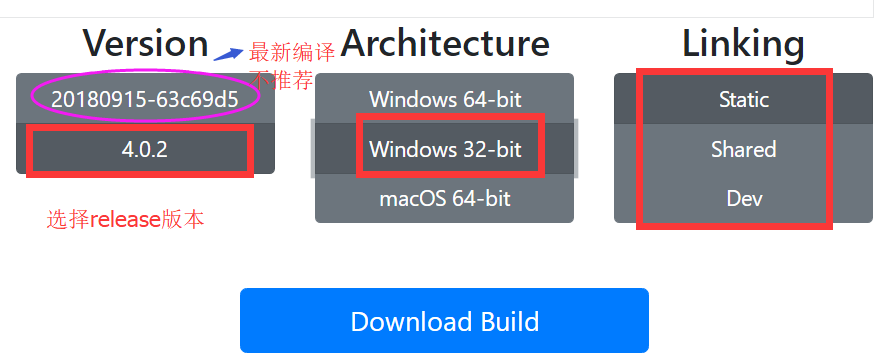 Version
最新编译
不推荐
20180915-63c69d5
4.0.2
选择release版本
Architecture
Windows 64-bit
Windows 32-bit
macOS 64-bit
Linking
Static
Shared
Dev
Download Build